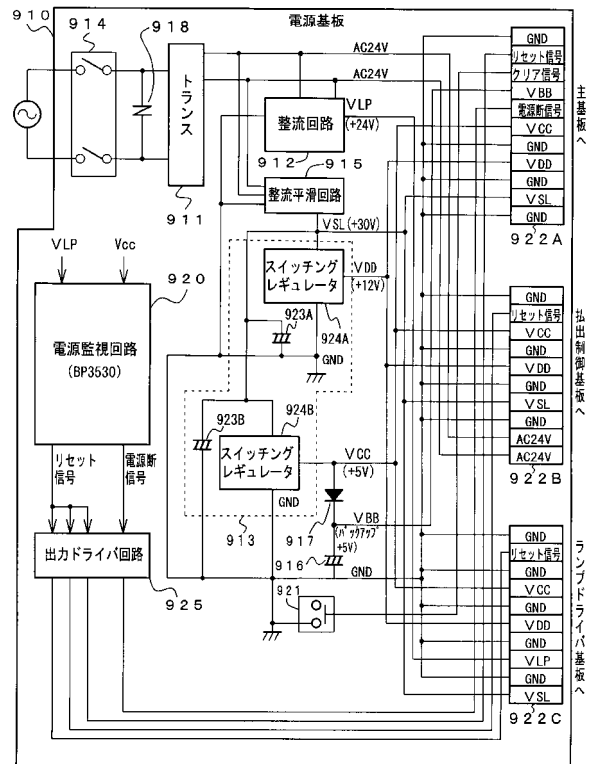 910
電源基板
914
918
トランス
911
AC24V
AC24V
整流回路
912
VLP
(+24V)
915
整流平滑回路
VSL(+30V)
スイッチング
レギュレータ
924A
VDD
(+12V)
923A
GND
923B
924B
スイッチング
レギュレータ
GND
913
VCC
(+5V)
917
VBB
(バックアップ
+5V)
916
GND
921
VLP
Vcc
920
電源監視回路
(BP3530)
リセット
信号
電源断
信号
出力ドライバ回路
925
GND
リセット信号
クリア信号
VBB
電源断信号
VCC
GND
VDD
GND
VSL
GND
922A
主基板へ
GND
リセット信号
VCC
GND
VDD
GND
VSL
GND
AC24V
AC24V
922B
払出制御基板へ
GND
リセット信号
GND
VCC
GND
VDD
GND
VLP
GND
VSL
922C
ランプドライバ基板へ